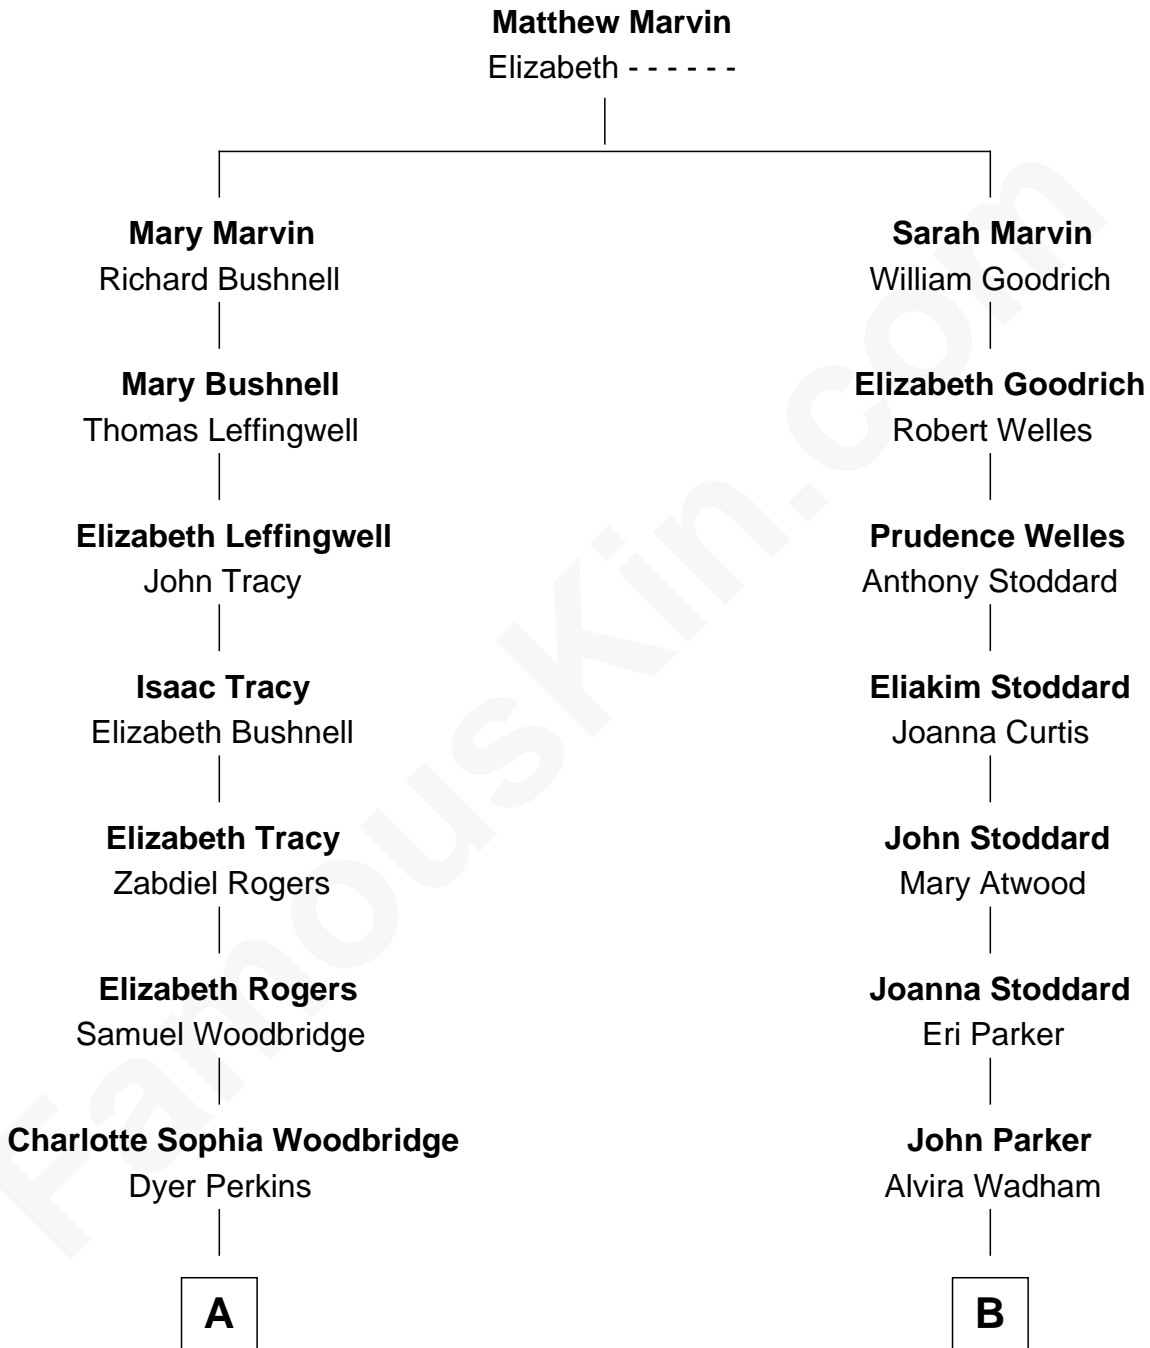 Matthew Marvin
Elizabeth - - - - - -
Mary Marvin
Richard Bushnell
Sarah Marvin
William Goodrich
Mary Bushnell
Thomas Leffingwell
Elizabeth Goodrich
Robert Welles
Elizabeth Leffingwell
John Tracy
Prudence Welles
Anthony Stoddard
Isaac Tracy
Elizabeth Bushnell
Eliakim Stoddard
Joanna Curtis
Elizabeth Tracy
Zabdiel Rogers
John Stoddard
Mary Atwood
Elizabeth Rogers
Samuel Woodbridge
Joanna Stoddard
Eri Parker
Charlotte Sophia Woodbridge
Dyer Perkins
John Parker
Alvira Wadham
A
B
FamousKin.com